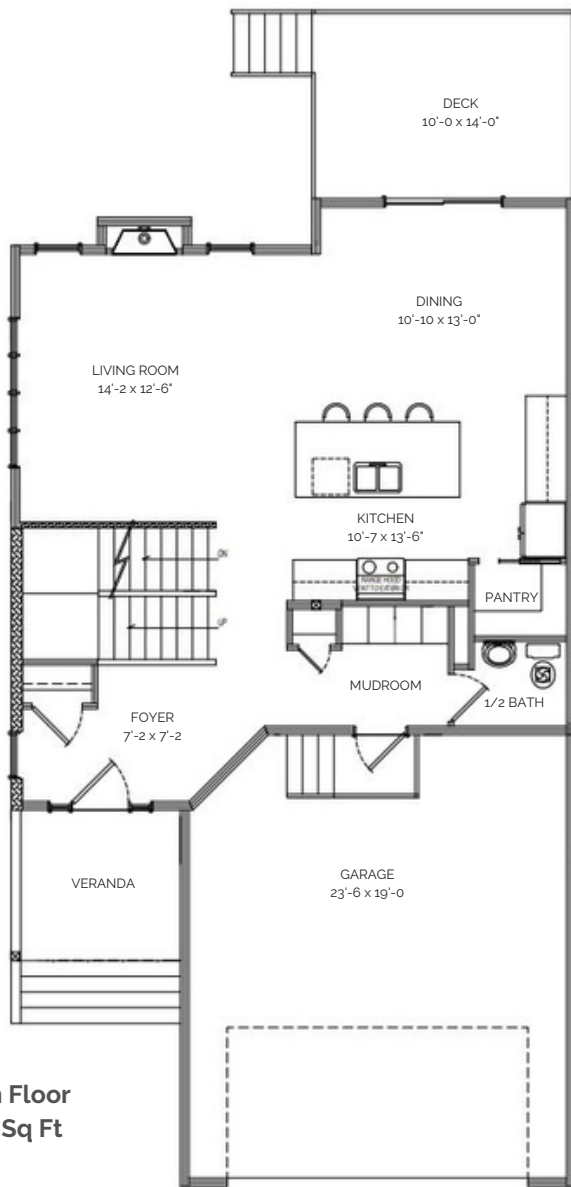 DECK
10'-0 x 14'-0"
DINING
10'-10 x 13'-0"
LIVING ROOM
14'-2 x 12'-6"
KITCHEN
10'-7 x 13'-6"
DN
RANGE HOOD
PANTRY
UP
MUDROOM
1/2 BATH
FOYER
7'-2 x 7'-2
VERANDA
GARAGE
23'-6 x 19'-0
Floor
Sq Ft